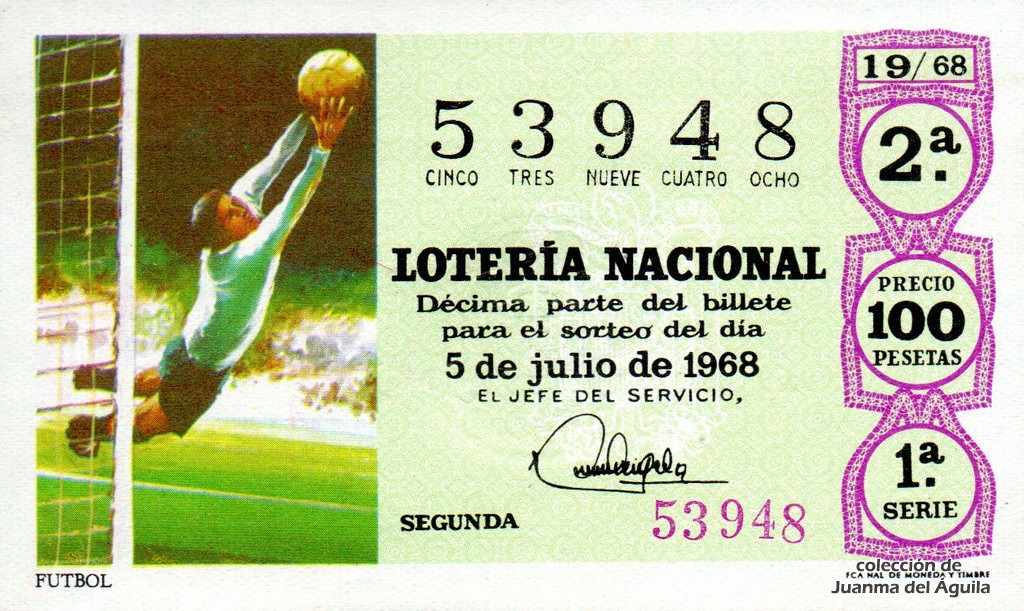 19/68
53948
CINCO TRES NUEVE CUATRO OCHO
2ª.
LOTERÍA NACIONAL
Décima parte del billete
para el sorteo del día
5 de julio de 1968
EL JEFE DEL SERVICIO,
PRECIO
100
PESETAS
1ª.
SERIE
SEGUNDA
53948
FUTBOL
colección de
FCA NAL DE MONEDA Y TIMBRE
Juanma del Águila